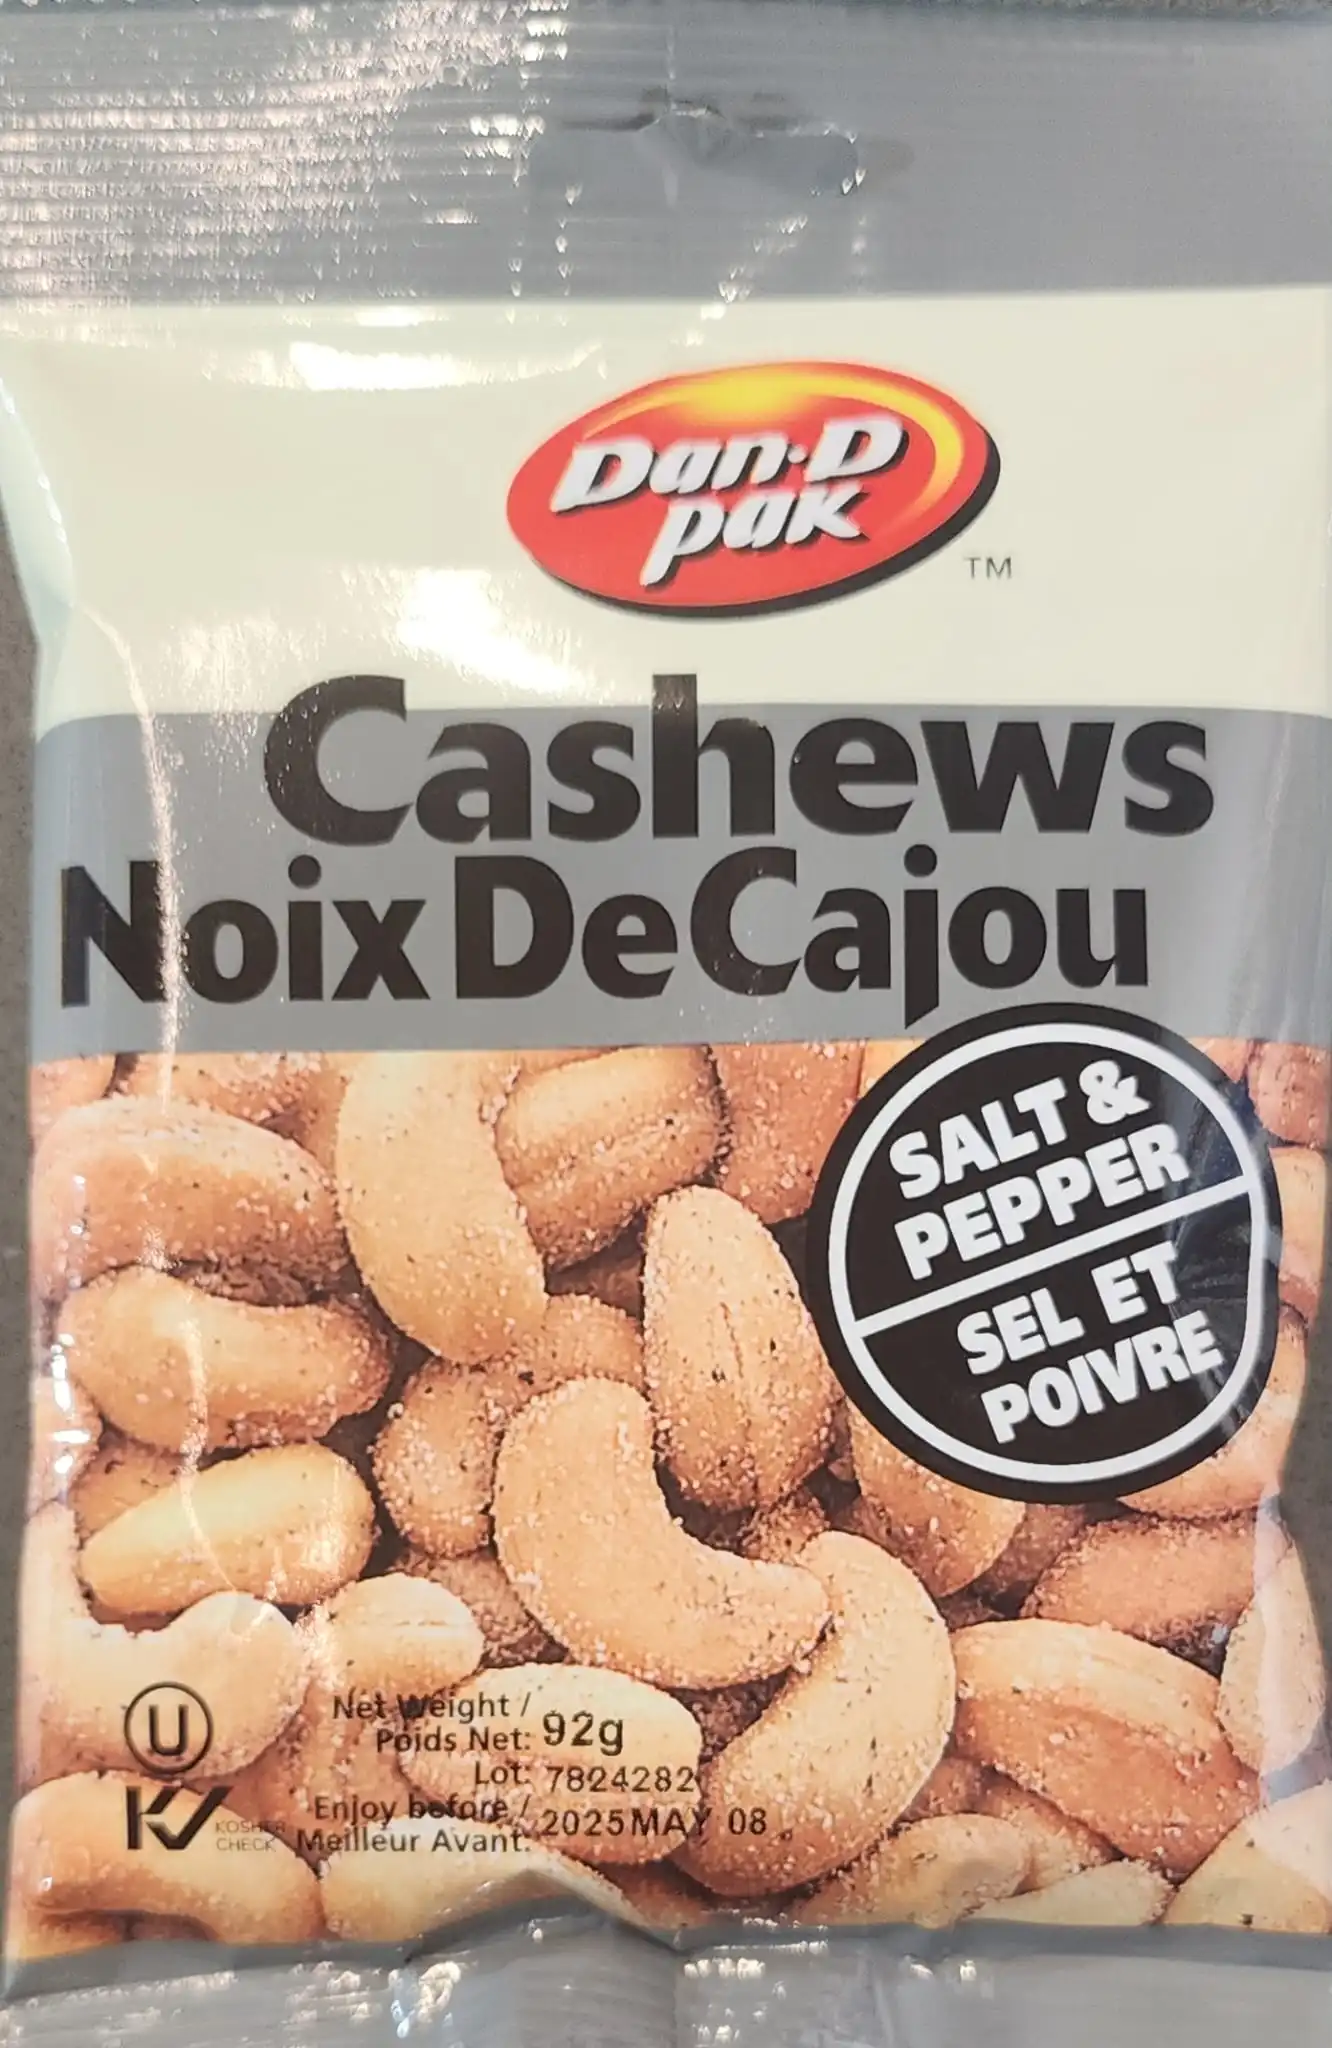 Dan·D
pak
TM
Cashews
Noix De Cajou
SALT &
PEPPER
SEL ET
POIVRE
U
KV
KOSHER
CHECK
Net Weight /
Poids Net: 92g
Lot: 7824282
Enjoy before /
Meilleur Avant: 2025MAY 08